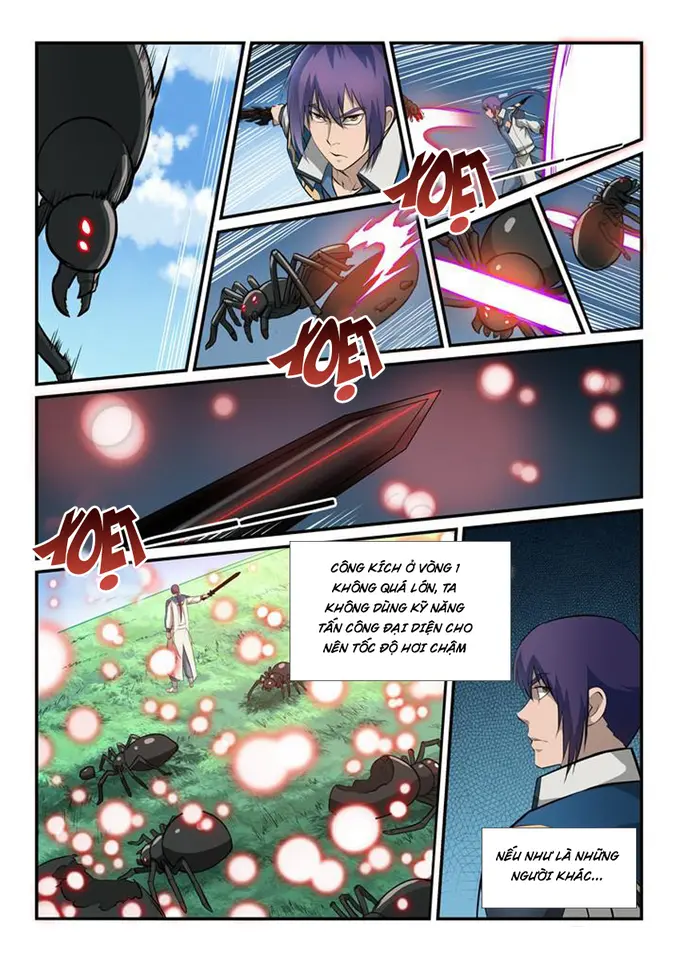 XOẸT
XOẸT
XOẸT
CÔNG KÍCH Ở VÒNG 1
KHÔNG QUÁ LỚN, TA
KHÔNG DÙNG KỸ NĂNG
TẤN CÔNG ĐẠI DIỆN CHO
NÊN TỐC ĐỘ HƠI CHẬM
NẾU NHƯ LÀ NHỮNG
NGƯỜI KHÁC...